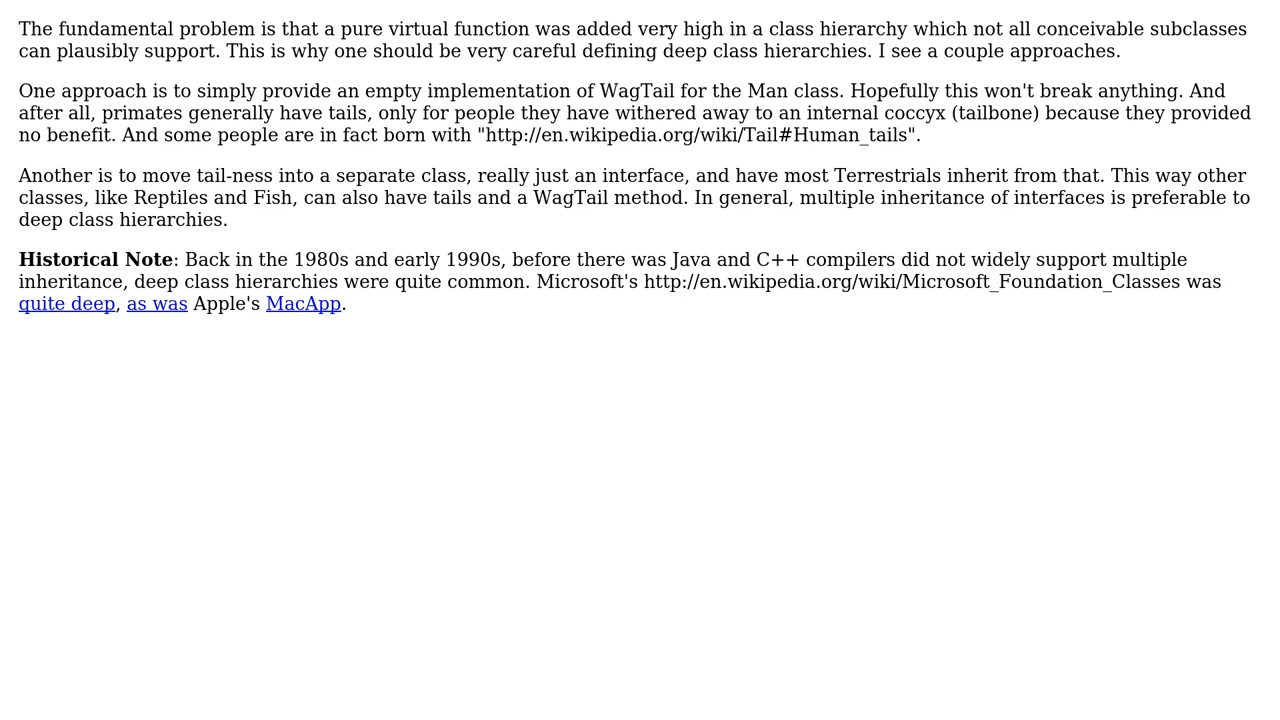 The fundamental problem is that a pure virtual function was added very high in a class hierarchy which not all conceivable subclasses
can plausibly support. This is why one should be very careful defining deep class hierarchies. I see a couple approaches.
One approach is to simply provide an empty implementation of WagTail for the Man class. Hopefully this won't break anything. And
after all, primates generally have tails, only for people they have withered away to an internal coccyx (tailbone) because they provided
no benefit. And some people are in fact born with "http://en.wikipedia.org/wiki/Tail#Human_tails".
Another is to move tail-ness into a separate class, really just an interface, and have most Terrestrials inherit from that. This way other
classes, like Reptiles and Fish, can also have tails and a WagTail method. In general, multiple inheritance of interfaces is preferable to
deep class hierarchies.
Historical Note: Back in the 1980s and early 1990s, before there was Java and C++ compilers did not widely support multiple
inheritance, deep class hierarchies were quite common. Microsoft's http://en.wikipedia.org/wiki/Microsoft_Foundation_Classes was
quite deep, as was Apple's MacApp.